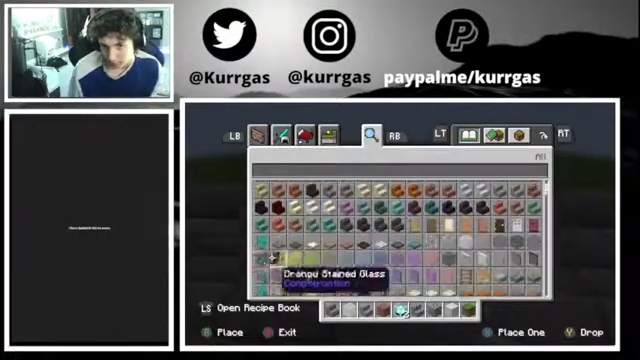 @Kurrgas
@kurrgas
paypalme/kurrgas
LB
RB
LT
RT
All
Orange Stained Glass
Construction
LS Open Recipe Book
Place
Exit
Place One
Y Drop